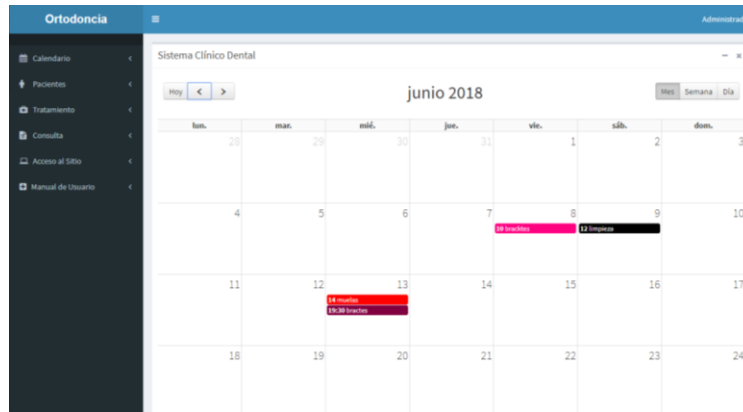 Ortodoncia
Administrad
Calendario
Pacientes
Tratamiento
Consulta
Acceso al Sitio
Manual de Usuario
Sistema Clínico Dental
Hoy
junio 2018
Mes Semana Día
lun. mar. mié. jue. vie. sáb. dom.
28 29 30 31 1 2 3
4 5 6 7 8 9 10
10 bracktes 12 limpieza
11 12 13 14 15 16 17
14 muelas
19:30 bractes
18 19 20 21 22 23 24